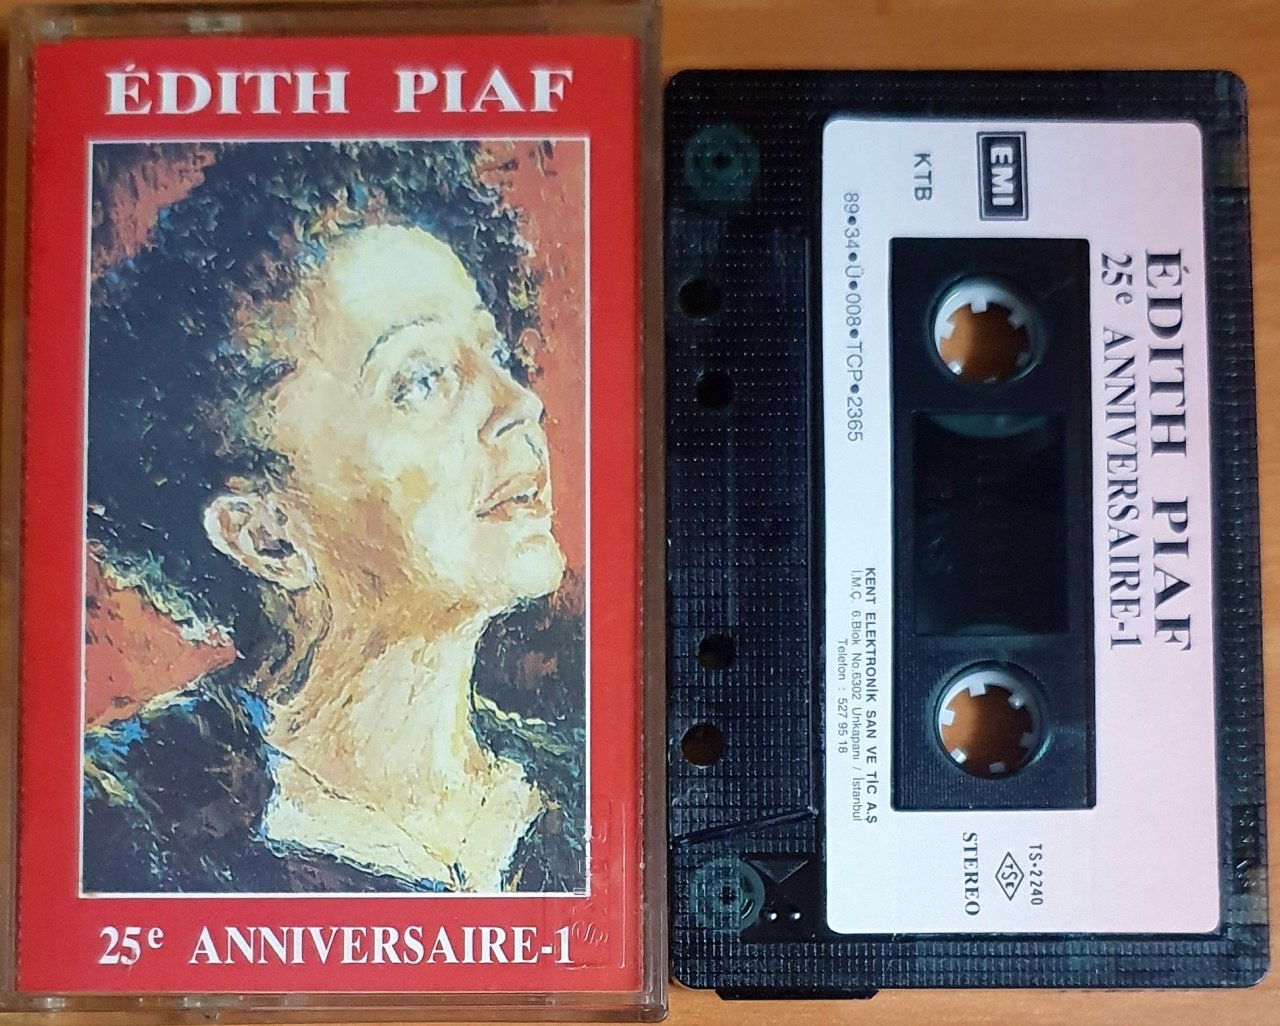 ÉDITH PIAF
25e ANNIVERSAIRE-1
EMI
KTB
ÉDITH PIAF
25e ANNIVERSAIRE-1
89•34•Ü•008•TCP•2365
KENT ELEKTRONİK SAN VE TİC A.Ş
İ.M.Ç. 6.Blok No.6302 Unkapanı / İstanbul
Telefon : 527 95 18
TS•2240
TSE
STEREO